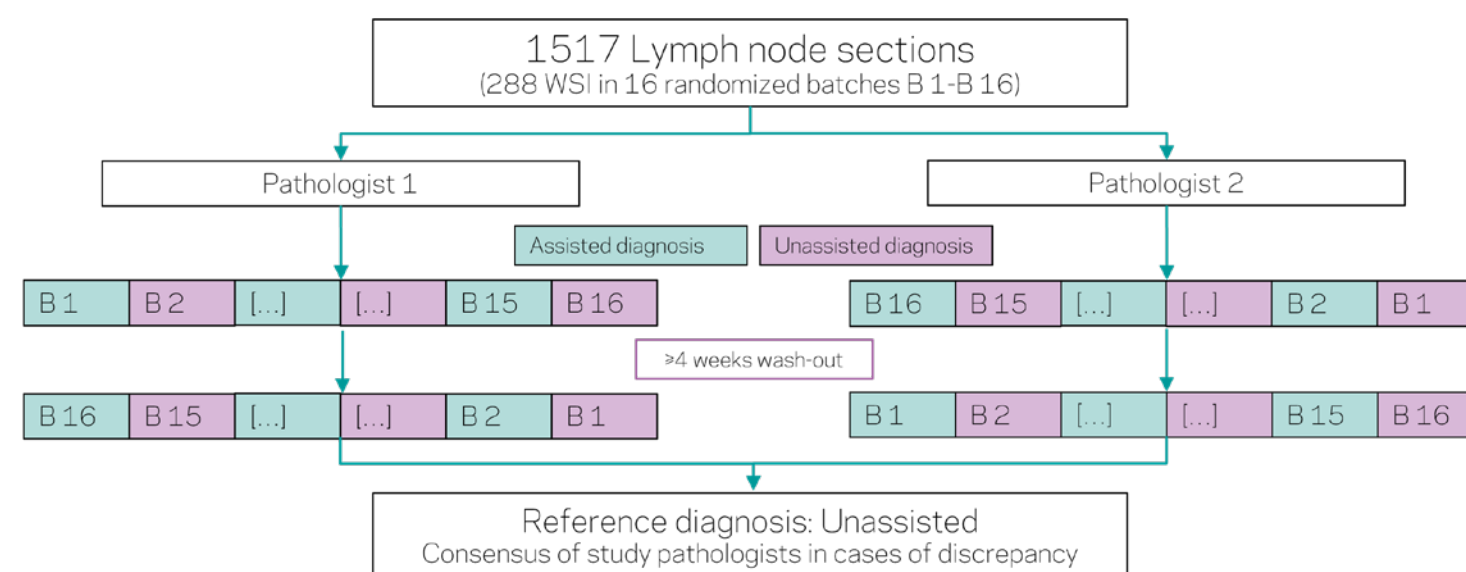 1517 Lymph node sections
(288 WSI in 16 randomized batches B 1-B 16)
Pathologist 1
Pathologist 2
Assisted diagnosis
Unassisted diagnosis
B 1 B 2 [...] [...] B 15 B 16
B 16 B 15 [...] [...] B 2 B 1
≥4 weeks wash-out
B 16 B 15 [...] [...] B 2 B 1
B 1 B 2 [...] [...] B 15 B 16
Reference diagnosis: Unassisted
Consensus of study pathologists in cases of discrepancy